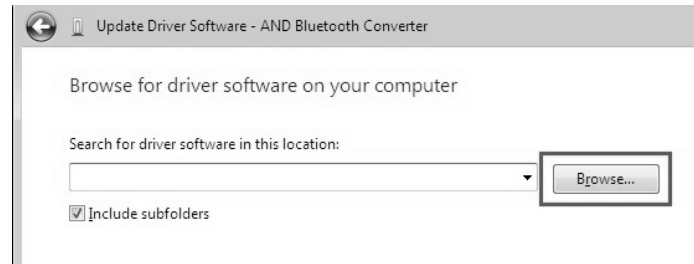 Update Driver Software - AND Bluetooth Converter
Browse for driver software on your computer
Search for driver software in this location:
Browse...
Include subfolders